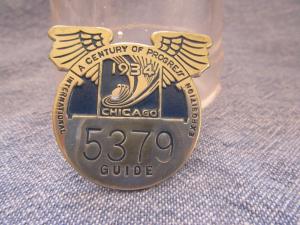 A CENTURY OF PROGRESS
INTERNATIONAL EXPOSITION
1934
CHICAGO
5379
GUIDE